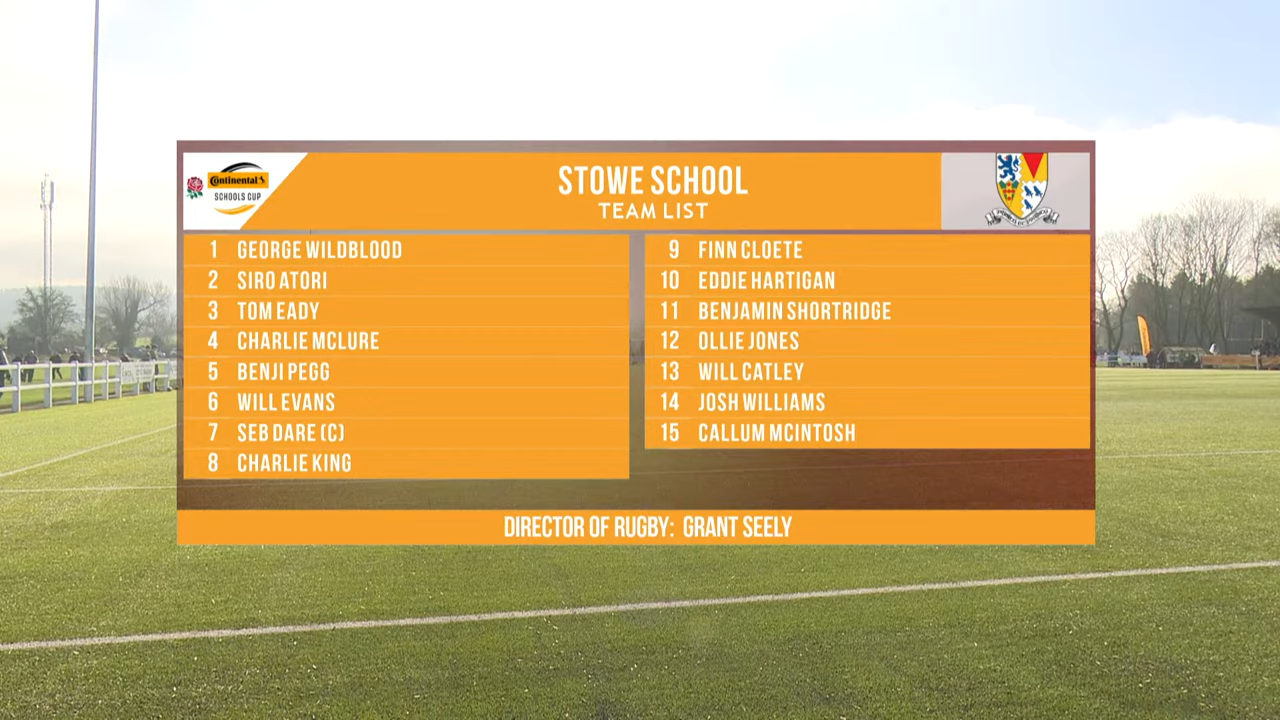 Continental
SCHOOLS CUP
STOWE SCHOOL
TEAM LIST
1 GEORGE WILDBLOOD
2 SIRO ATORI
3 TOM EADY
4 CHARLIE MCLURE
5 BENJI PEGG
6 WILL EVANS
7 SEB DARE (C)
8 CHARLIE KING
9 FINN CLOETE
10 EDDIE HARTIGAN
11 BENJAMIN SHORTRIDGE
12 OLLIE JONES
13 WILL CATLEY
14 JOSH WILLIAMS
15 CALLUM MCINTOSH
DIRECTOR OF RUGBY: GRANT SEELY